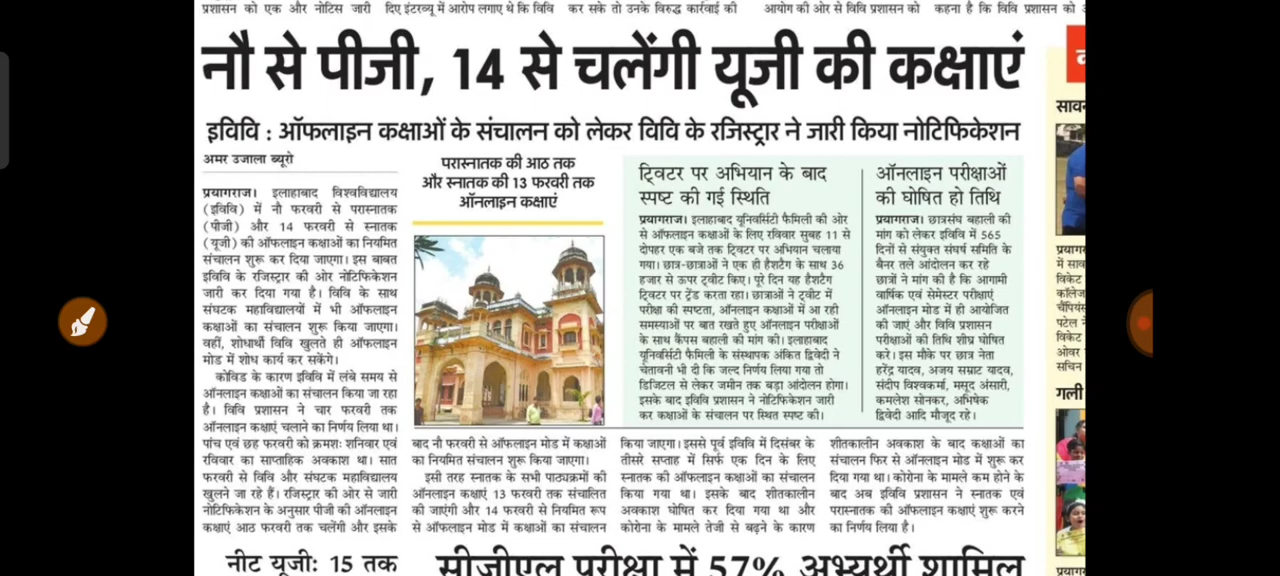 प्रशासन को एक और नोटिस जारी
दिए इंटरव्यू में आरोप लगाए थे कि विवि
कर सके तो उनके विरुद्ध कार्रवाई की
आयोग की ओर से विवि प्रशासन को
कहना है कि विवि प्रशासन को
नौ से पीजी, 14 से चलेंगी यूजी की कक्षाएं
इविवि : ऑफलाइन कक्षाओं के संचालन को लेकर विवि के रजिस्ट्रार ने जारी किया नोटिफिकेशन
अमर उजाला ब्यूरो
प्रयागराज। इलाहाबाद विश्वविद्यालय
(इविवि) में नौ फरवरी से परास्नातक
(पीजी) और 14 फरवरी से स्नातक
(यूजी) की ऑफलाइन कक्षाओं का नियमित
संचालन शुरू कर दिया जाएगा। इस बाबत
इविवि के रजिस्ट्रार की ओर नोटिफिकेशन
जारी कर दिया गया है। विवि के साथ
संघटक महाविद्यालयों में भी ऑफलाइन
कक्षाओं का संचालन शुरू किया जाएगा।
वहीं, शोधार्थी विवि खुलते ही ऑफलाइन
मोड में शोध कार्य कर सकेंगे।
कोविड के कारण इविवि में लंबे समय से
ऑनलाइन कक्षाओं का संचालन किया जा रहा
है। विवि प्रशासन ने चार फरवरी तक
ऑनलाइन कक्षाएं चलाने का निर्णय लिया था।
पांच एवं छह फरवरी को क्रमशः शनिवार एवं
रविवार का साप्ताहिक अवकाश था। सात
फरवरी से विवि और संघटक महाविद्यालय
खुलने जा रहे हैं। रजिस्ट्रार की ओर से जारी
नोटिफिकेशन के अनुसार पीजी की ऑनलाइन
कक्षाएं आठ फरवरी तक चलेंगी और इसके
परास्नातक की आठ तक
और स्नातक की 13 फरवरी तक
ऑनलाइन कक्षाएं
बाद नौ फरवरी से ऑफलाइन मोड में कक्षाओं
का नियमित संचालन शुरू किया जाएगा।
इसी तरह स्नातक के सभी पाठ्यक्रमों की
ऑनलाइन कक्षाएं 13 फरवरी तक संचालित
की जाएंगी और 14 फरवरी से नियमित रूप
से ऑफलाइन मोड में कक्षाओं का संचालन
किया जाएगा। इससे पूर्व इविवि में दिसंबर के
तीसरे सप्ताह में सिर्फ एक दिन के लिए
स्नातक की ऑफलाइन कक्षाओं का संचालन
किया गया था। इसके बाद शीतकालीन
अवकाश घोषित कर दिया गया था और
कोरोना के मामले तेजी से बढ़ने के कारण
शीतकालीन अवकाश के बाद कक्षाओं का
संचालन फिर से ऑनलाइन मोड में शुरू कर
दिया गया था। कोरोना के मामले कम होने के
बाद अब इविवि प्रशासन ने स्नातक एवं
परास्नातक की ऑफलाइन कक्षाएं शुरू करने
का निर्णय लिया है।
ट्विटर पर अभियान के बाद
स्पष्ट की गई स्थिति
प्रयागराज। इलाहाबाद यूनिवर्सिटी फैमिली की ओर
से ऑफलाइन कक्षाओं के लिए रविवार सुबह 11 से
दोपहर एक बजे तक ट्विटर पर अभियान चलाया
गया। छात्र-छात्राओं ने एक ही हैशटैग के साथ 36
हजार से ऊपर ट्वीट किए। पूरे दिन यह हैशटैग
ट्विटर पर ट्रेंड करता रहा। छात्राओं ने ट्वीट में
परीक्षा की स्पष्टता, ऑनलाइन कक्षाओं में आ रही
समस्याओं पर बात रखते हुए ऑनलाइन परीक्षाओं
के साथ कैंपस बहाली की मांग की। इलाहाबाद
यूनिवर्सिटी फैमिली के संस्थापक अंकित द्विवेदी ने
चेतावनी भी दी कि जल्द निर्णय लिया गया तो
डिजिटल से लेकर जमीन तक बड़ा आंदोलन होगा।
इसके बाद इविवि प्रशासन ने नोटिफिकेशन जारी
कर कक्षाओं के संचालन पर स्थित स्पष्ट की।
ऑनलाइन परीक्षाओं
की घोषित हो तिथि
प्रयागराज। छात्रसंघ बहाली की
मांग को लेकर इविवि में 565
दिनों से संयुक्त संघर्ष समिति के
बैनर तले आंदोलन कर रहे
छात्रों ने मांग की है कि आगामी
वार्षिक एवं सेमेस्टर परीक्षाएं
ऑनलाइन मोड में ही आयोजित
की जाएं और विवि प्रशासन
परीक्षाओं की तिथि शीघ्र घोषित
करे। इस मौके पर छात्र नेता
हरेंद्र यादव, अजय सम्राट यादव,
संदीप विश्वकर्मा, मसूद अंसारी,
कमलेश सोनकर, अभिषेक
द्विवेदी आदि मौजूद रहे।
नीट यूजी: 15 तक
सीजीएल परीक्षा में 57% अभ्यर्थी शामिल
प्रयागर
में साव
विकेट
कॉलेज
चैंपियंस
पटेल ने
विकेट
ओवर
सचिन
गली